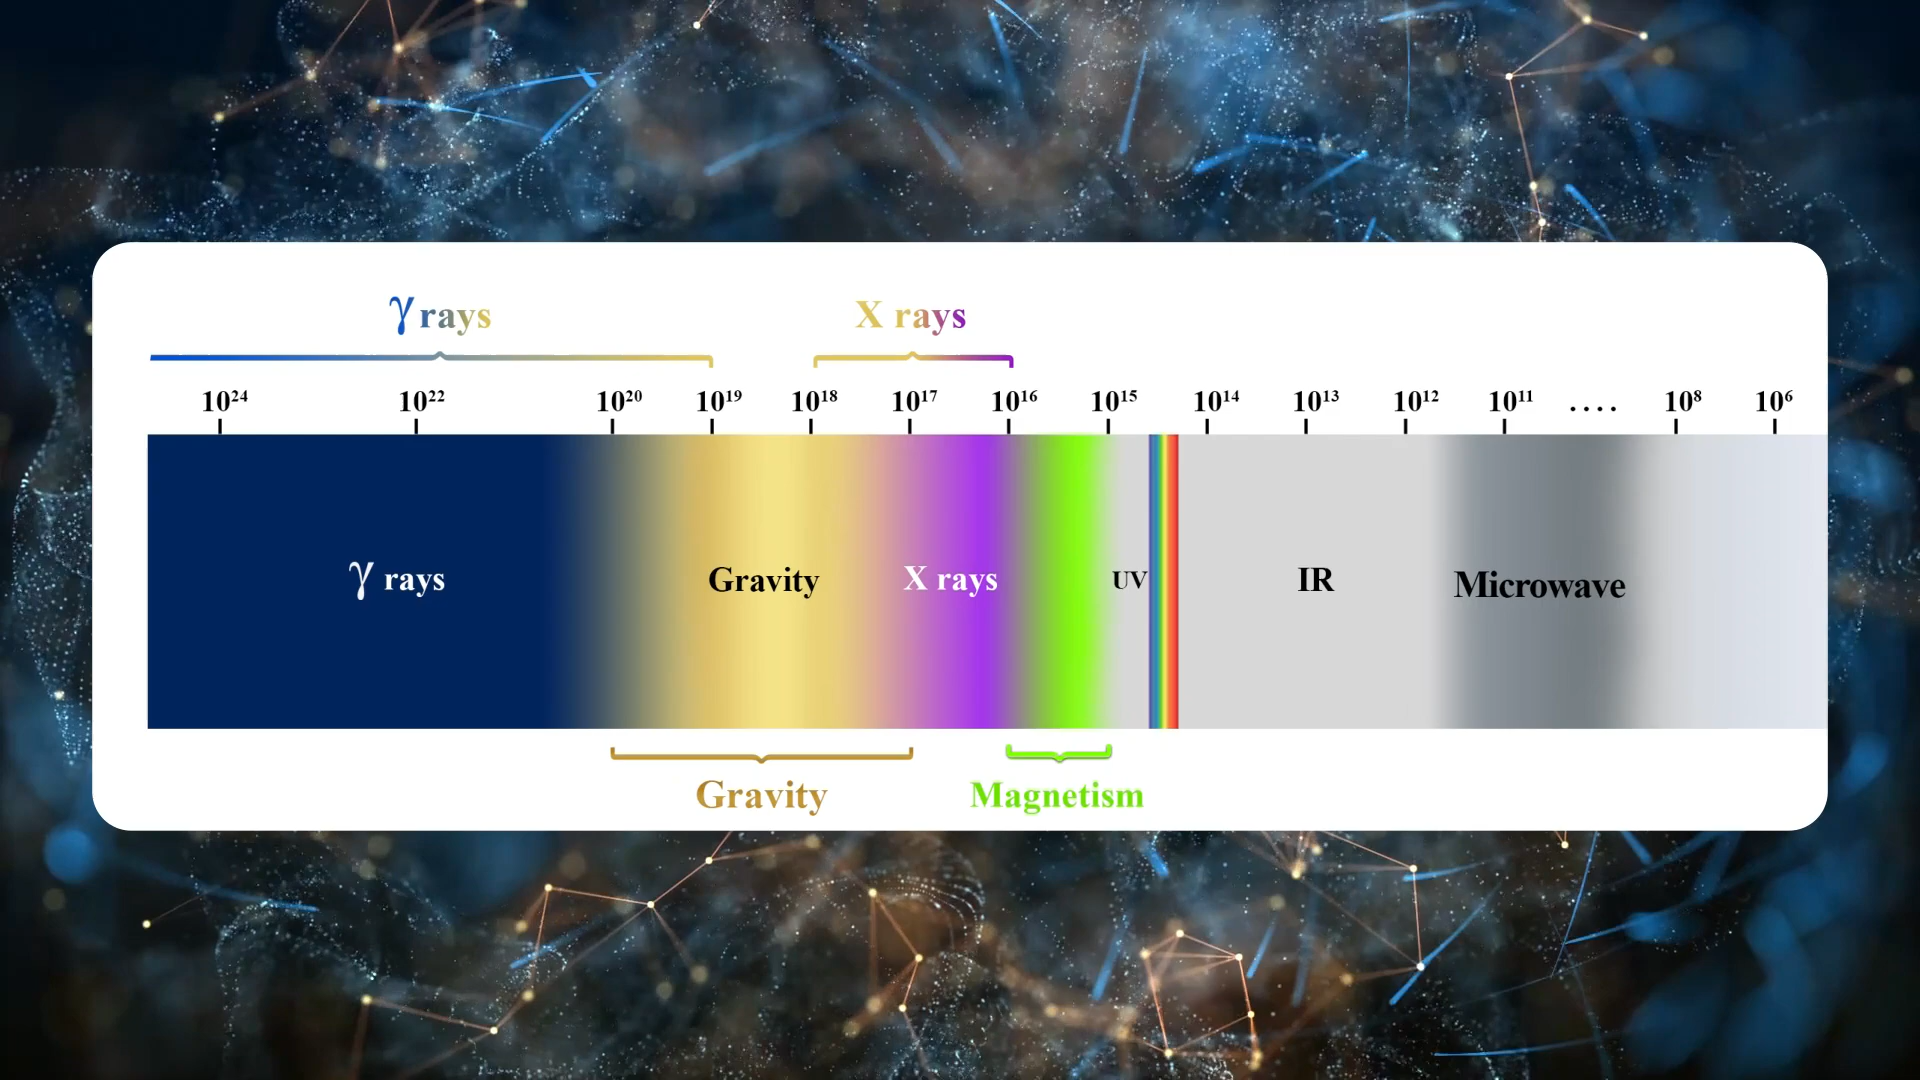 γ rays X rays
10²⁴ 10²² 10²⁰ 10¹⁹ 10¹⁸ 10¹⁷ 10¹⁶ 10¹⁵ 10¹⁴ 10¹³ 10¹² 10¹¹ .... 10⁸ 10⁶
γ rays Gravity X rays UV IR Microwave
Gravity Magnetism